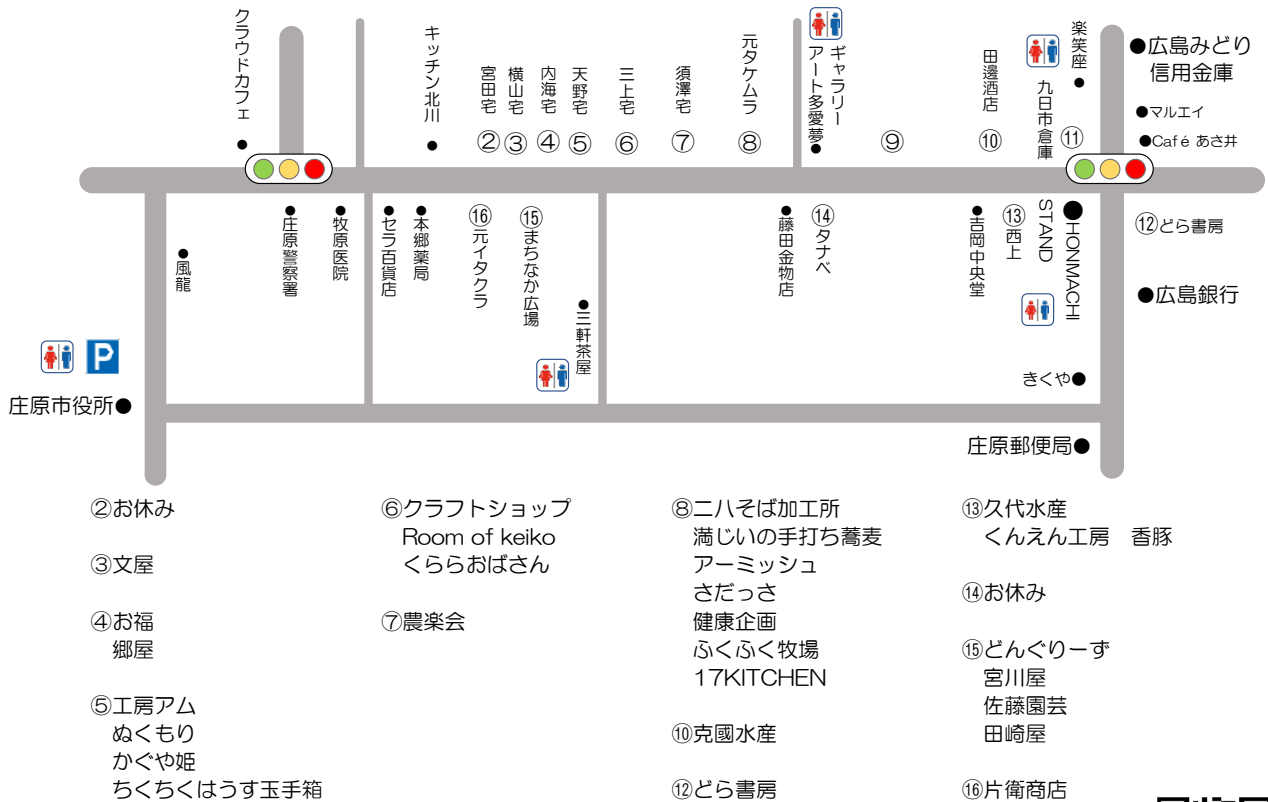 クラウドカフェ
キッチン北川
宮田宅
②
横山宅
③
内海宅
④
天野宅
⑤
三上宅
⑥
須澤宅
⑦
元タケムラ
⑧
ギャラリー
アート多愛夢
⑨
田邊酒店
⑩
九日市倉庫
楽笑座
⑪
●広島みどり
信用金庫
●マルエイ
●Café あさ井
●風龍
●庄原警察署
●牧原医院
●セラ百貨店
●本郷薬局
⑯元イタクラ
⑮まちなか広場
●三軒茶屋
●藤田金物店
⑭タナベ
●吉岡中央堂
⑬西上
●HONMACHI
STAND
⑫どら書房
●広島銀行
P
きくや●
庄原市役所●
庄原郵便局●
②お休み
③文屋
④お福
郷屋
⑤工房アム
ぬくもり
かぐや姫
ちくちくはうす玉手箱
⑥クラフトショップ
Room of keiko
くららおばさん
⑦農楽会
⑧二八そば加工所
満じいの手打ち蕎麦
アーミッシュ
さだっさ
健康企画
ふくふく牧場
17KITCHEN
⑩克國水産
⑫どら書房
⑬久代水産
くんえん工房　香豚
⑭お休み
⑮どんぐりーず
宮川屋
佐藤園芸
田崎屋
⑯片衛商店